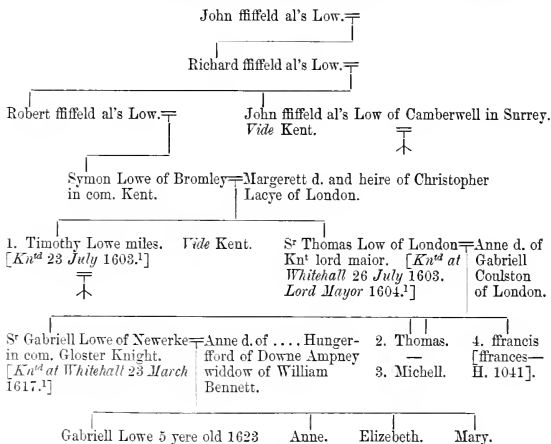 John ffiffeld al's Low.
Richard ffiffeld al's Low.
Robert ffiffeld al's Low.
John ffiffeld al's Low of Camberwell in Surrey.
Vide Kent.
Symon Lowe of Bromley
in com. Kent.
Margerett d. and heire of Christopher
Lacye of London.
1. Timothy Lowe miles. Vide Kent.
[Knᵗᵈ 23 July 1603.¹]
Sʳ Thomas Low of London
Knᵗ lord maior. [Knᵗᵈ at
Whitehall 26 July 1603.
Lord Mayor 1604.¹]
Anne d. of
Gabriell
Coulston
of London.
Sʳ Gabriell Lowe of Newerke
in com. Gloster Knight.
[Knᵗᵈ at Whitehall 23 March
1617.¹]
Anne d. of .... Hunger-
fford of Downe Ampney
widdow of William
Bennett.
2. Thomas.
—
3. Michell.
4. ffrancis
[ffrances—
H. 1041].
Gabriell Lowe 5 yere old 1623
Anne.
Elizebeth.
Mary.